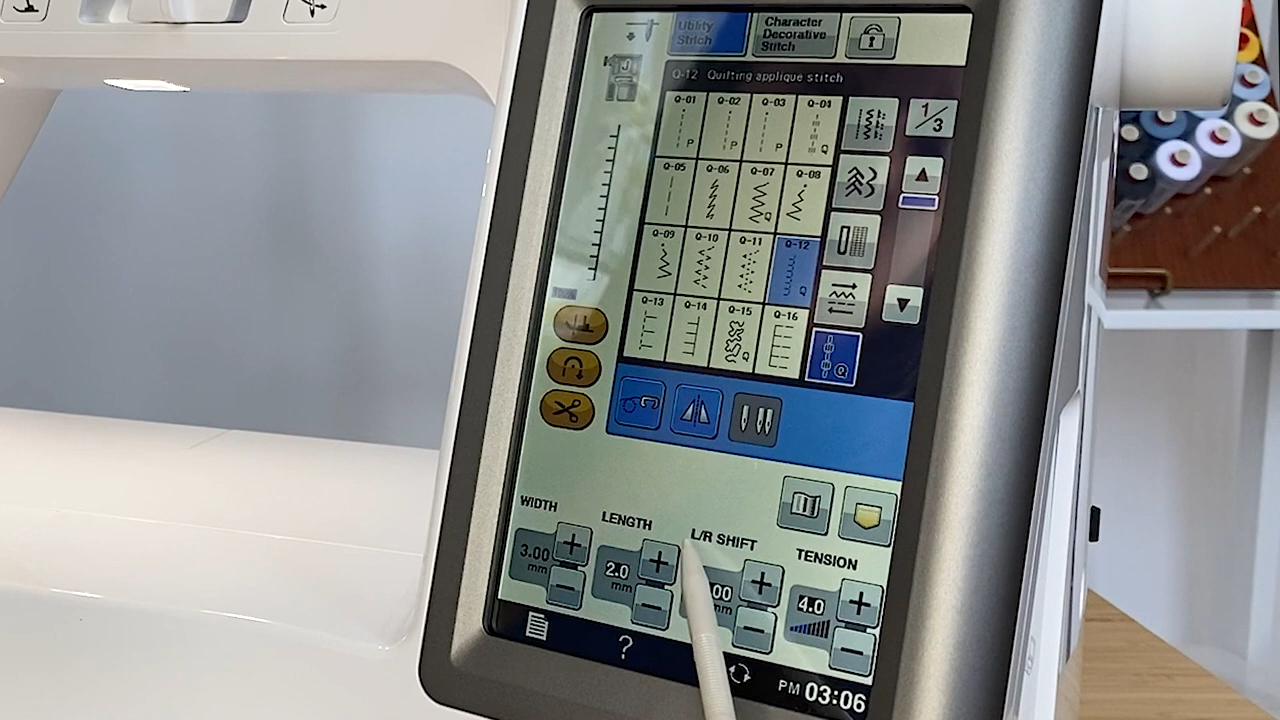 Utility Stitch
Character Decorative Stitch
Q-12 Quilting applique stitch
Q-01 Q-02 Q-03 Q-04
P P P Q
Q-05 Q-06 Q-07 Q-08
Q
Q-09 Q-10 Q-11 Q-12
Q
Q-13 Q-14 Q-15 Q-16
Q
1/3
Q
WIDTH LENGTH L/R SHIFT TENSION
3.00 mm
2.0 mm
00 mm
4.0
?
PM 03:06